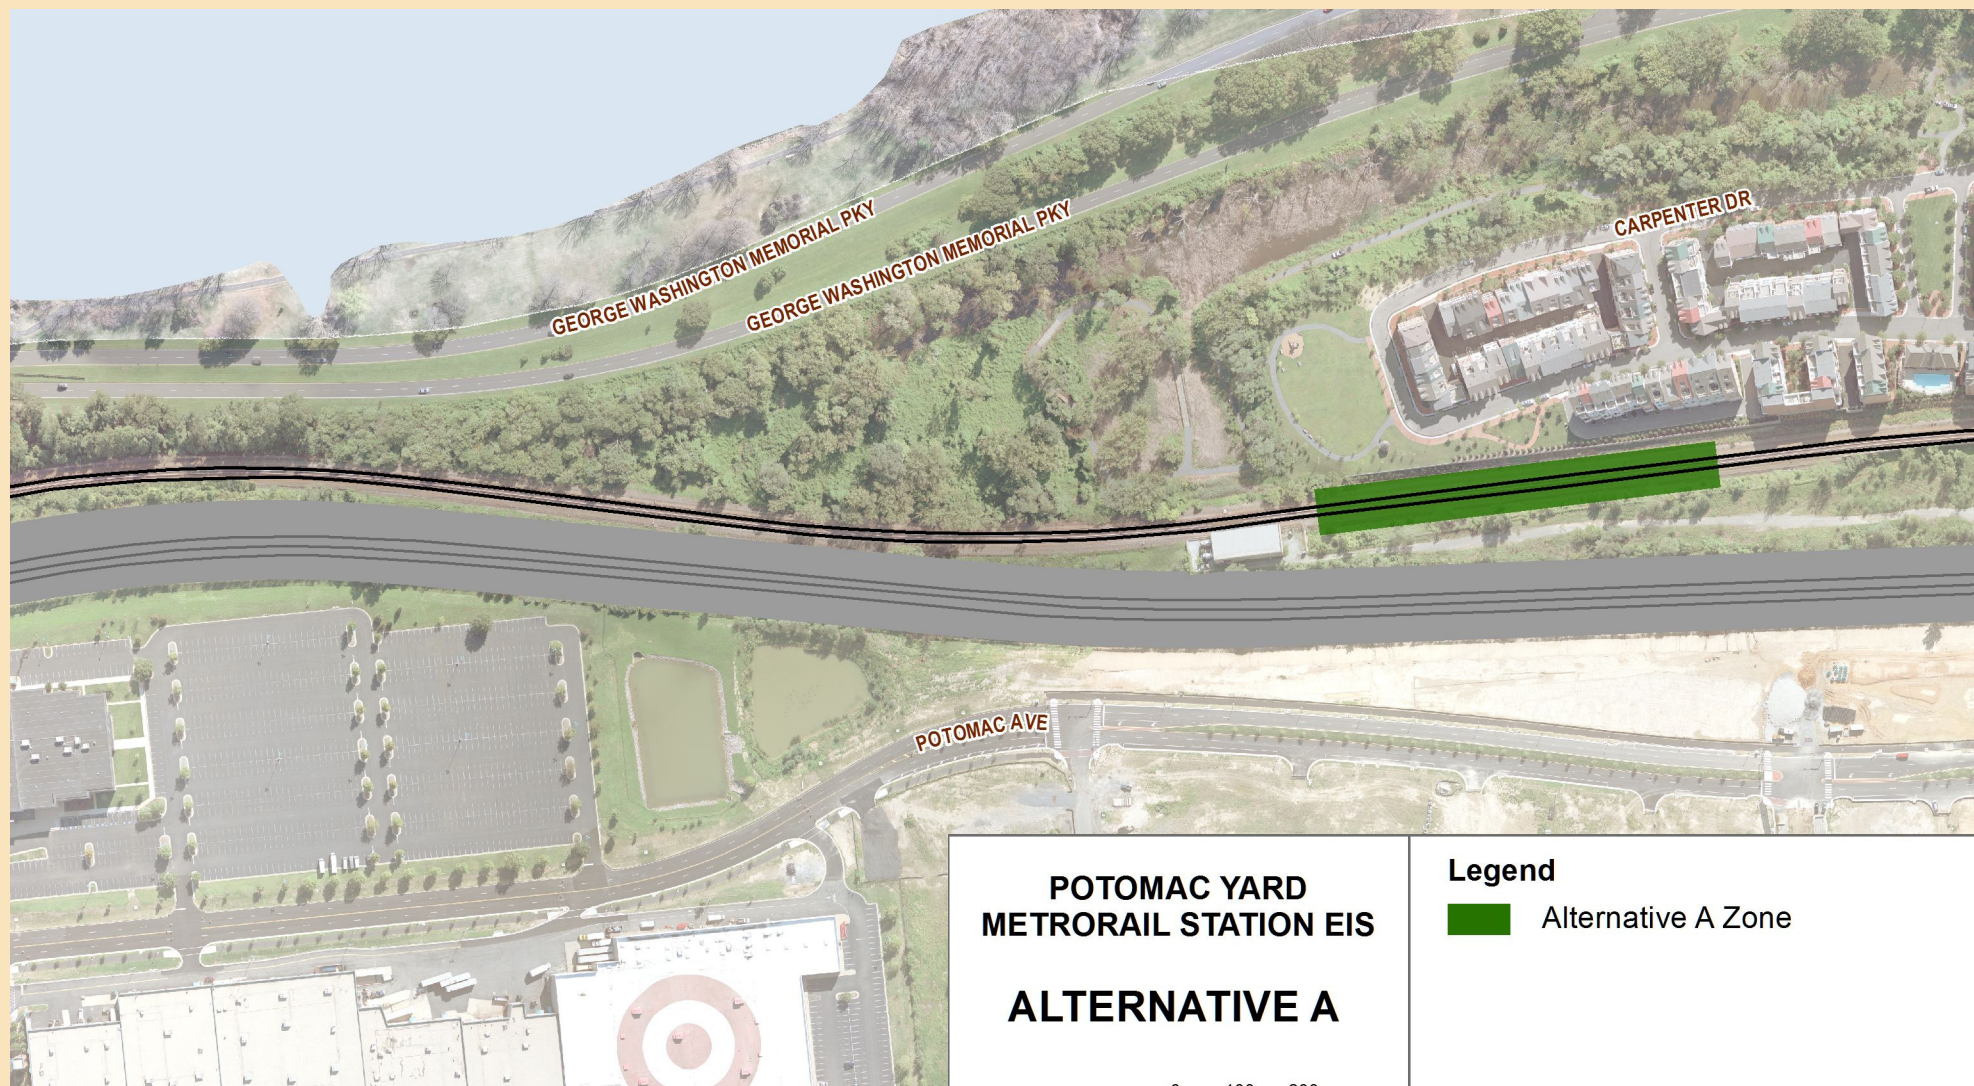 GEORGE WASHINGTON MEMORIAL PKY
GEORGE WASHINGTON MEMORIAL PKY
CARPENTER DR
POTOMAC AVE
POTOMAC YARD
METRORAIL STATION EIS
ALTERNATIVE A
Legend
Alternative A Zone